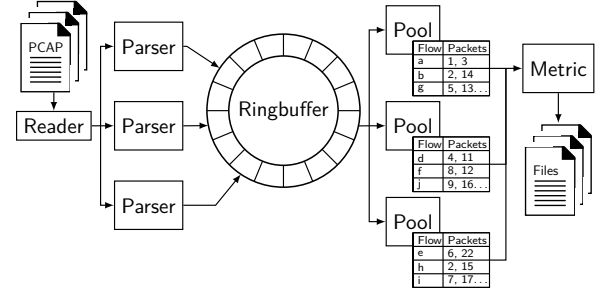 PCAP
Reader
Parser
Parser
Parser
Ringbuffer
Pool
Flow Packets
a 1, 3
b 2, 14
g 5, 13...
Pool
Flow Packets
d 4, 11
f 8, 12
j 9, 16...
Pool
Flow Packets
e 6, 22
h 2, 15
i 7, 17...
Metric
Files